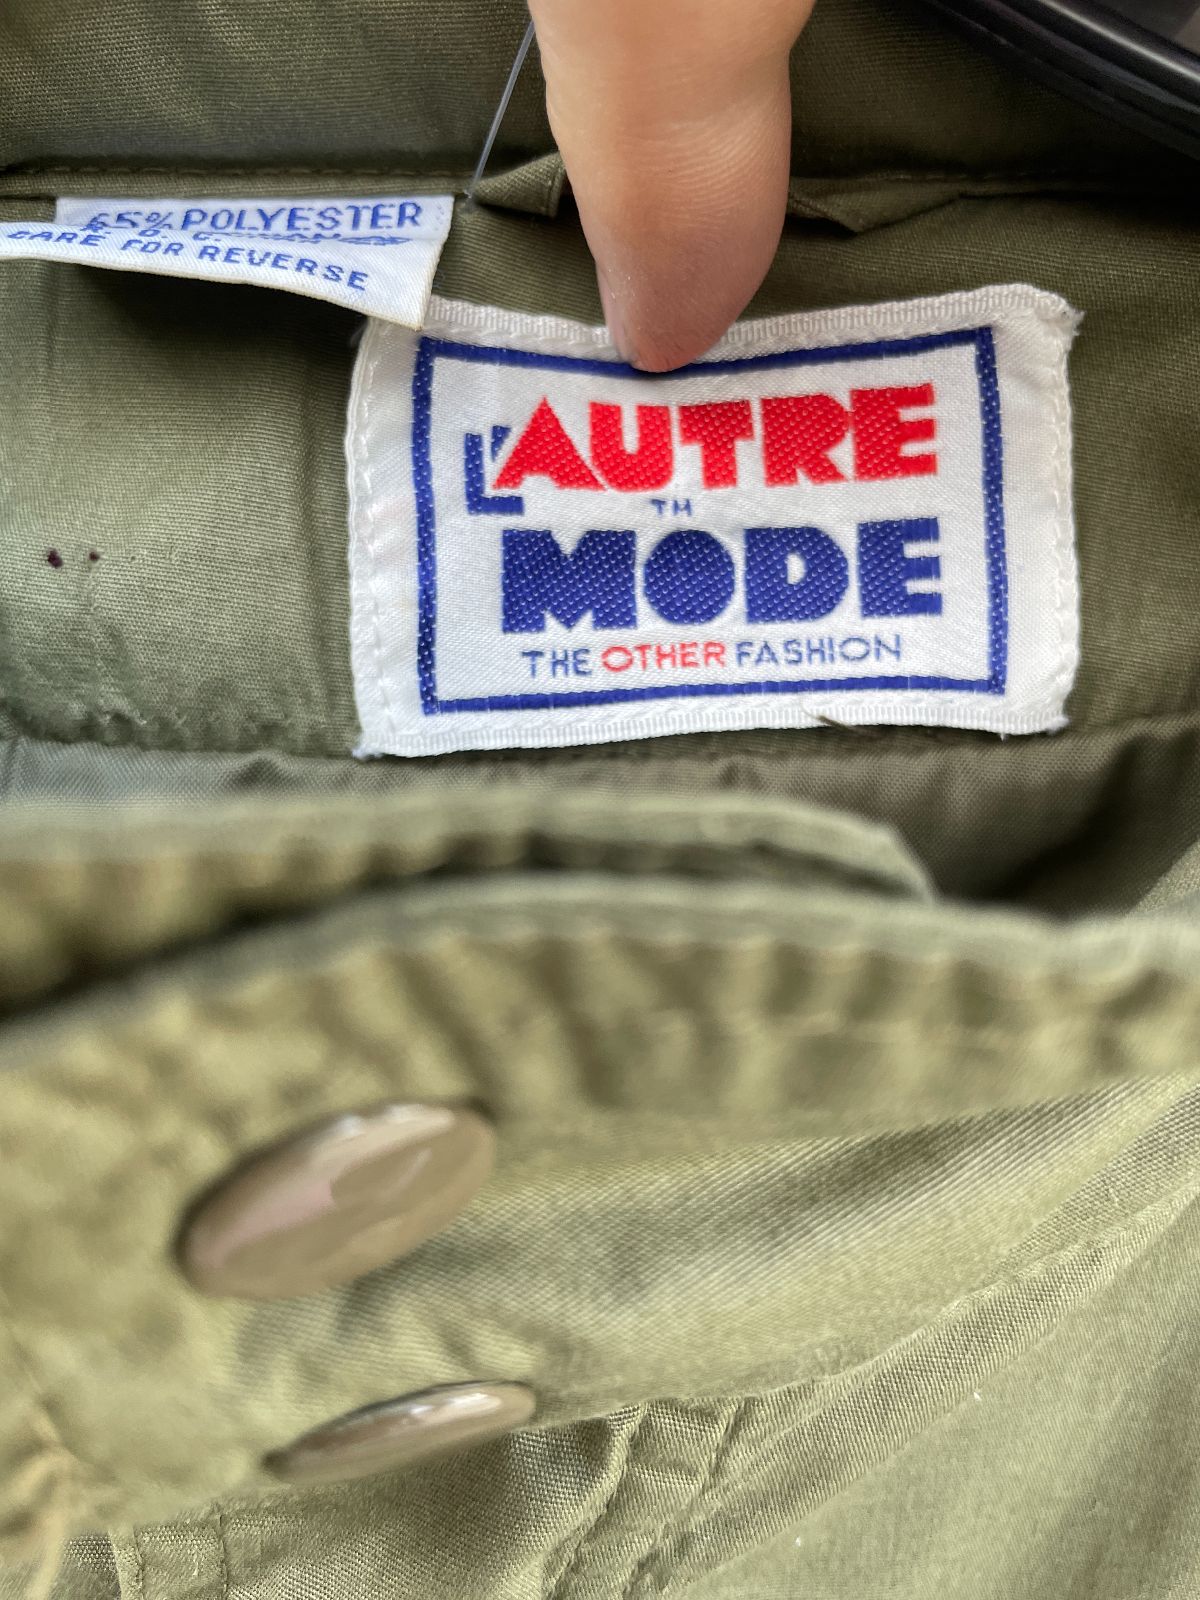 65% POLYESTER
CARE FOR REVERSE
L'AUTRE
TM
MODE
THE OTHER FASHION